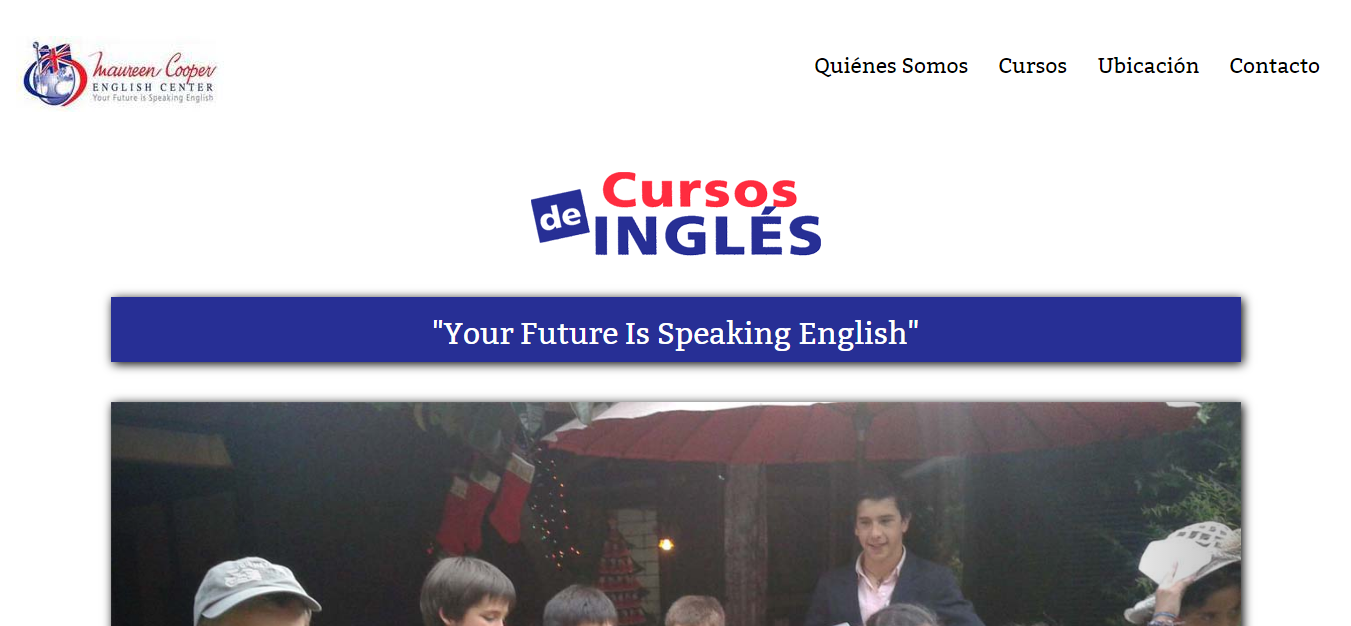 Maureen Cooper
ENGLISH CENTER
Your Future is Speaking English
Quiénes Somos
Cursos
Ubicación
Contacto
Cursos
de
INGLÉS
"Your Future Is Speaking English"